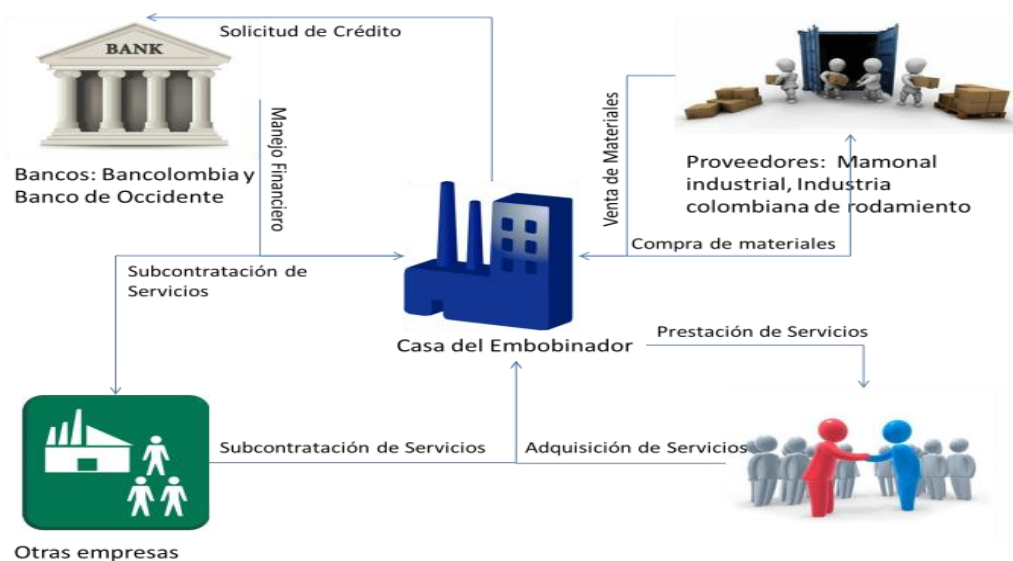 Solicitud de Crédito
BANK
Manejo Financiero
Venta de Materiales
Bancos: Bancolombia y
Banco de Occidente
Proveedores: Mamonal
industrial, Industria
colombiana de rodamiento
Compra de materiales
Subcontratación de
Servicios
Casa del Embobinador
Prestación de Servicios
Subcontratación de Servicios
Adquisición de Servicios
Otras empresas